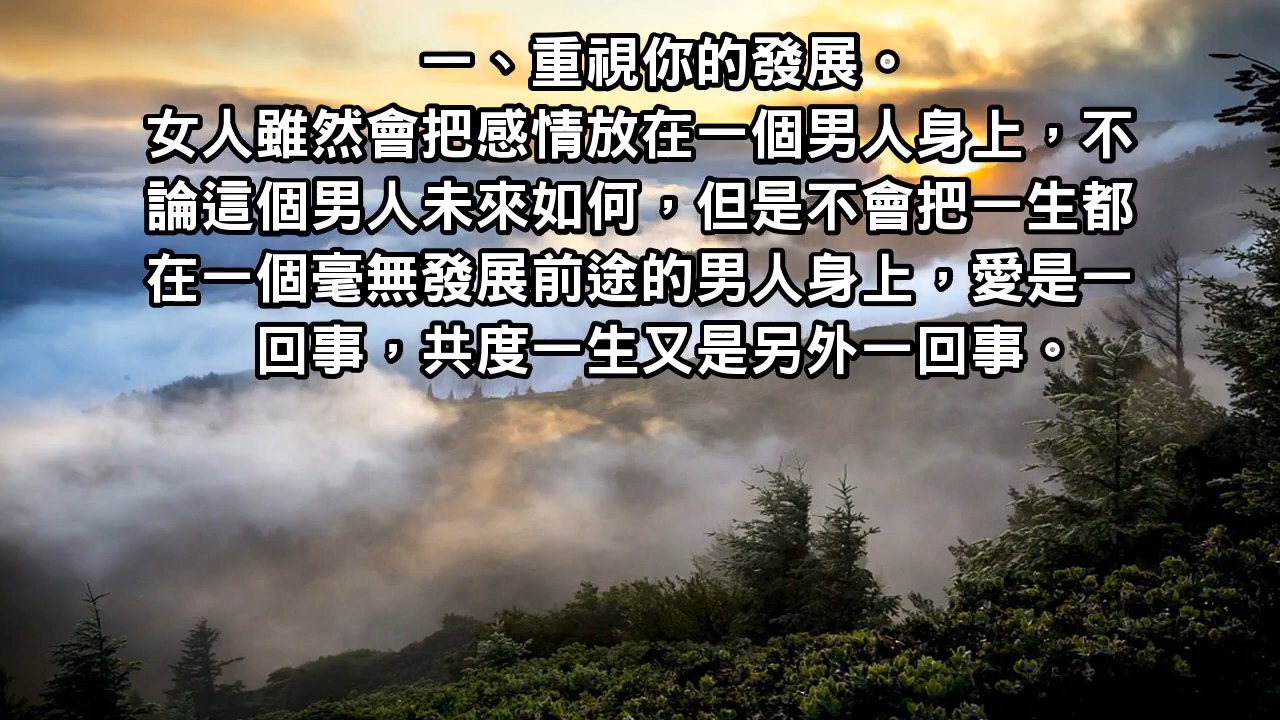 一、重視你的發展。
女人雖然會把感情放在一個男人身上，不
論這個男人未來如何，但是不會把一生都
在一個毫無發展前途的男人身上，愛是一
回事，共度一生又是另外一回事。